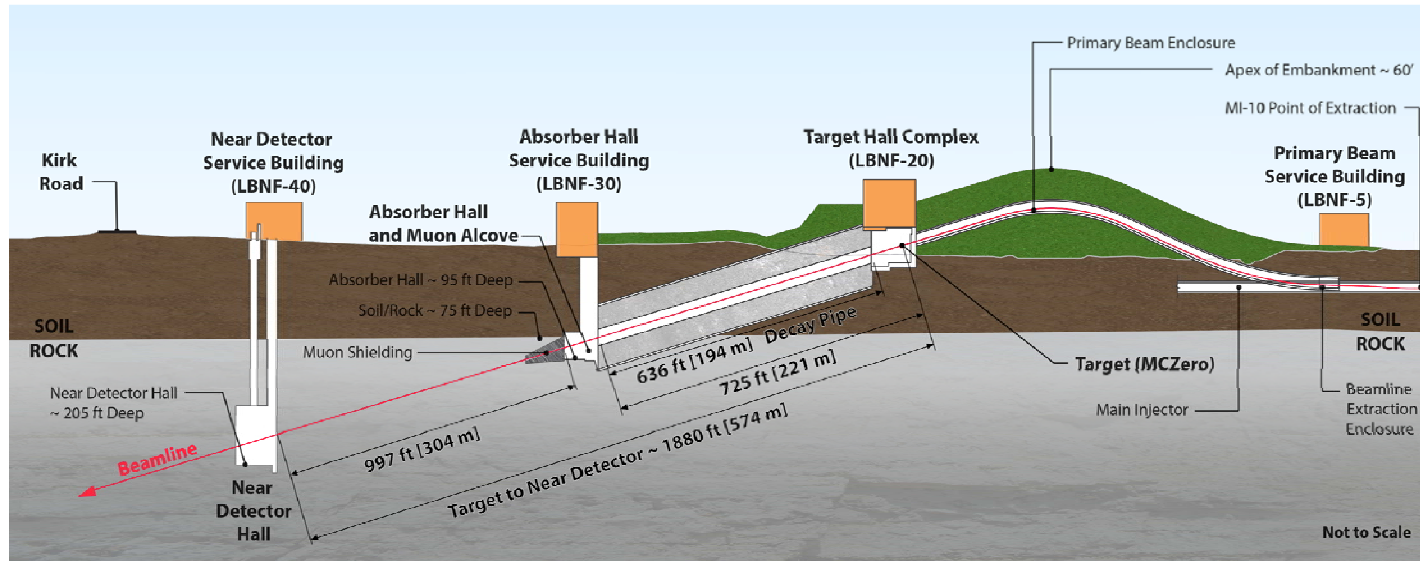 Primary Beam Enclosure
Apex of Embankment ~ 60'
MI-10 Point of Extraction
Kirk
Road
Near Detector
Service Building
(LBNF-40)
Absorber Hall
Service Building
(LBNF-30)
Target Hall Complex
(LBNF-20)
Primary Beam
Service Building
(LBNF-5)
Absorber Hall
and Muon Alcove
Absorber Hall ~ 95 ft Deep
Soil/Rock ~ 75 ft Deep
Muon Shielding
SOIL
ROCK
SOIL
ROCK
636 ft [194 m] Decay Pipe
725 ft [221 m]
Target (MCZero)
Main Injector
Beamline
Extraction
Enclosure
Near Detector Hall
~ 205 ft Deep
Beamline
997 ft [304 m]
Target to Near Detector ~ 1880 ft [574 m]
Near
Detector
Hall
Not to Scale